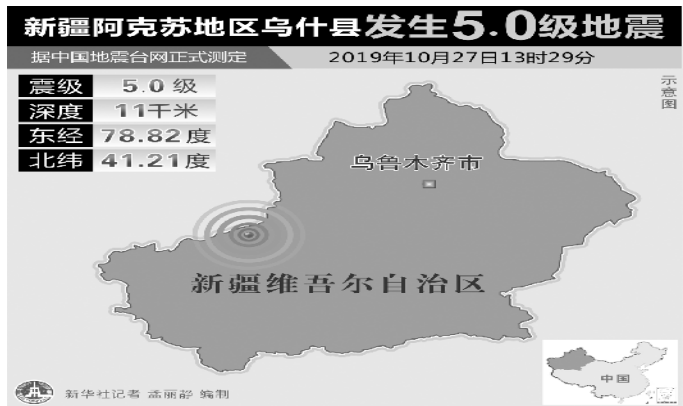 新疆阿克苏地区乌什县发生5.0级地震
据中国地震台网正式测定 2019年10月27日13时29分
震级 5.0级
深度 11千米
东经 78.82度
北纬 41.21度
示意图
乌鲁木齐市
新疆维吾尔自治区
中国
新华社记者 孟丽静 编制